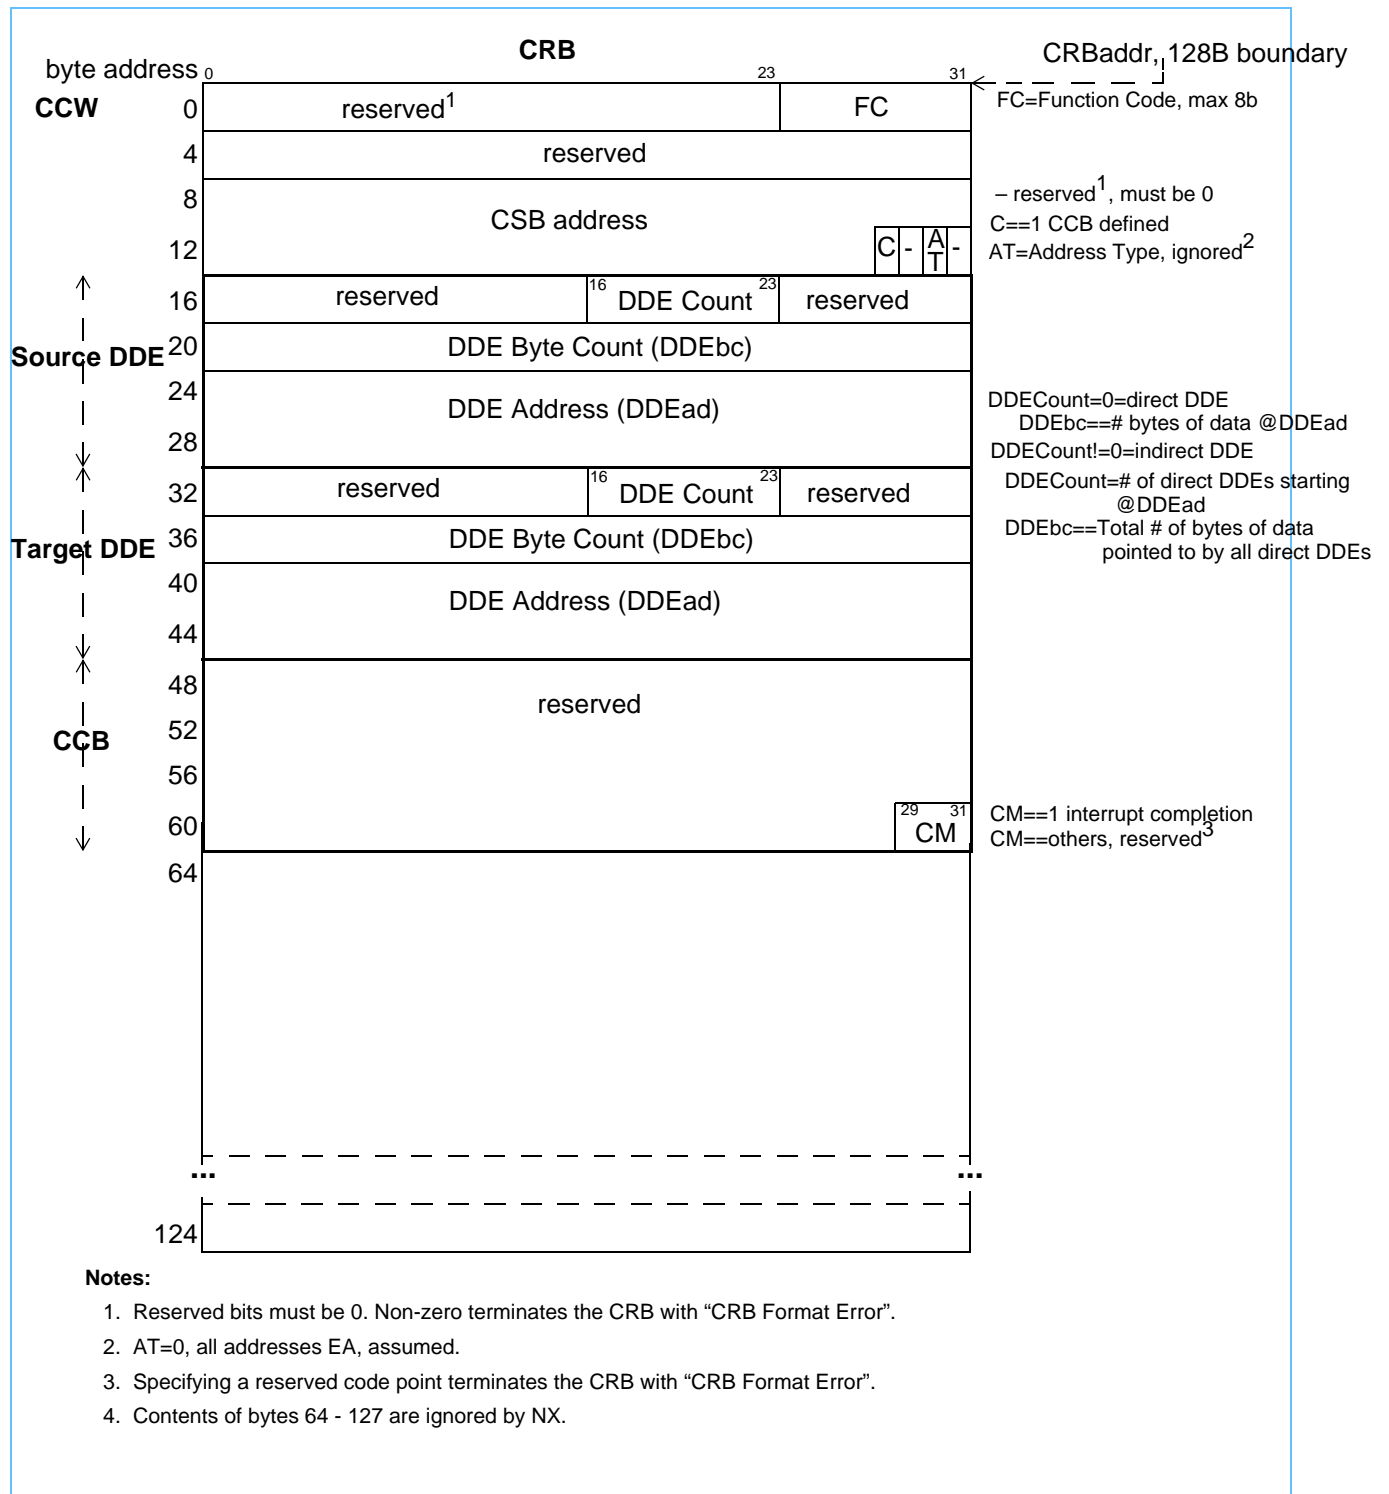 CRB
CRBaddr, 128B boundary
byte address 0 23 31
CCW 0 reserved1 FC FC=Function Code, max 8b
4 reserved
8 – reserved1, must be 0
CSB address C==1 CCB defined
12 C - AT - AT=Address Type, ignored2
16 reserved 16 DDE Count 23 reserved
Source DDE 20 DDE Byte Count (DDEbc)
24 DDE Address (DDEad) DDECount=0=direct DDE
DDEbc==# bytes of data @DDEad
28 DDECount!=0=indirect DDE
32 reserved 16 DDE Count 23 reserved DDECount=# of direct DDEs starting
@DDEad
Target DDE 36 DDE Byte Count (DDEbc) DDEbc==Total # of bytes of data
pointed to by all direct DDEs
40 DDE Address (DDEad)
44
48 reserved
52
CCB
56
29 31 CM==1 interrupt completion
60 CM CM==others, reserved3
64
... ...
124
Notes:
1. Reserved bits must be 0. Non-zero terminates the CRB with “CRB Format Error”.
2. AT=0, all addresses EA, assumed.
3. Specifying a reserved code point terminates the CRB with “CRB Format Error”.
4. Contents of bytes 64 - 127 are ignored by NX.